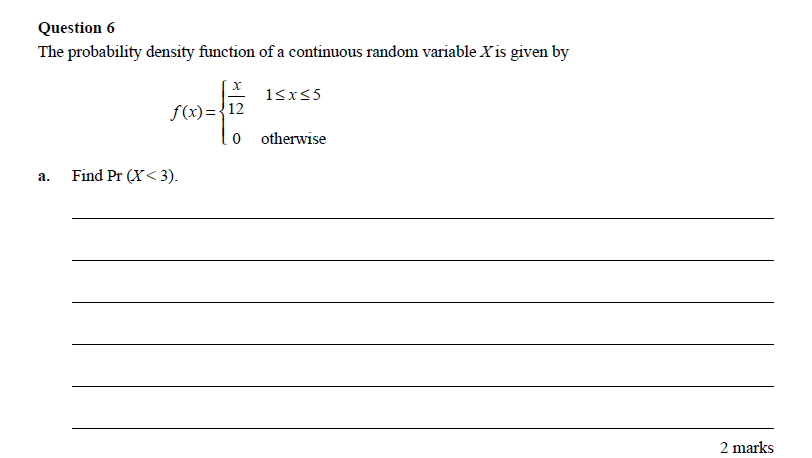 Question 6
The probability density function of a continuous random variable X is given by
f(x) = { x/12 1 ≤ x ≤ 5
0 otherwise
a. Find Pr (X < 3).
2 marks